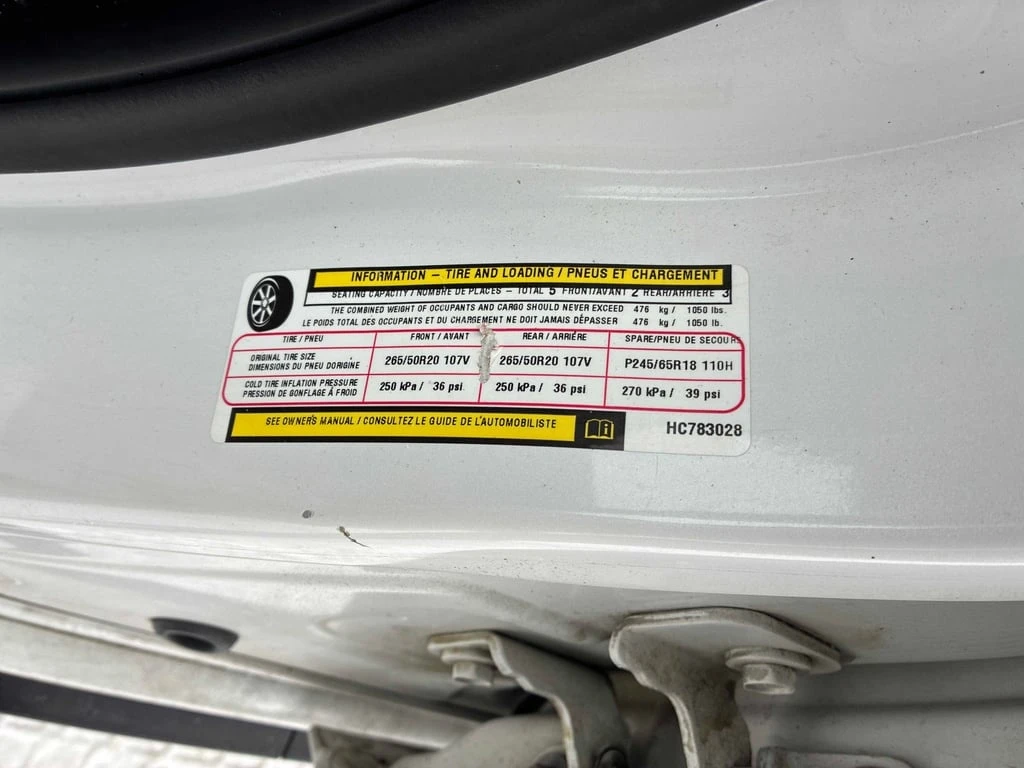 INFORMATION – TIRE AND LOADING / PNEUS ET CHARGEMENT
SEATING CAPACITY / NOMBRE DE PLACES – TOTAL 5 FRONT/AVANT 2 REAR/ARRIÈRE 3
THE COMBINED WEIGHT OF OCCUPANTS AND CARGO SHOULD NEVER EXCEED 476 kg / 1050 lbs.
LE POIDS TOTAL DES OCCUPANTS ET DU CHARGEMENT NE DOIT JAMAIS DÉPASSER 476 kg / 1050 lb.
TIRE / PNEU FRONT / AVANT REAR / ARRIÉRE SPARE/PNEU DE SECOURS
ORIGINAL TIRE SIZE
DIMENSIONS DU PNEU DORIGINE 265/50R20 107V 265/50R20 107V P245/65R18 110H
COLD TIRE INFLATION PRESSURE
PRESSION DE GONFLAGE À FROID 250 kPa / 36 psi 250 kPa / 36 psi 270 kPa / 39 psi
SEE OWNER'S MANUAL / CONSULTEZ LE GUIDE DE L'AUTOMOBILISTE
HC783028